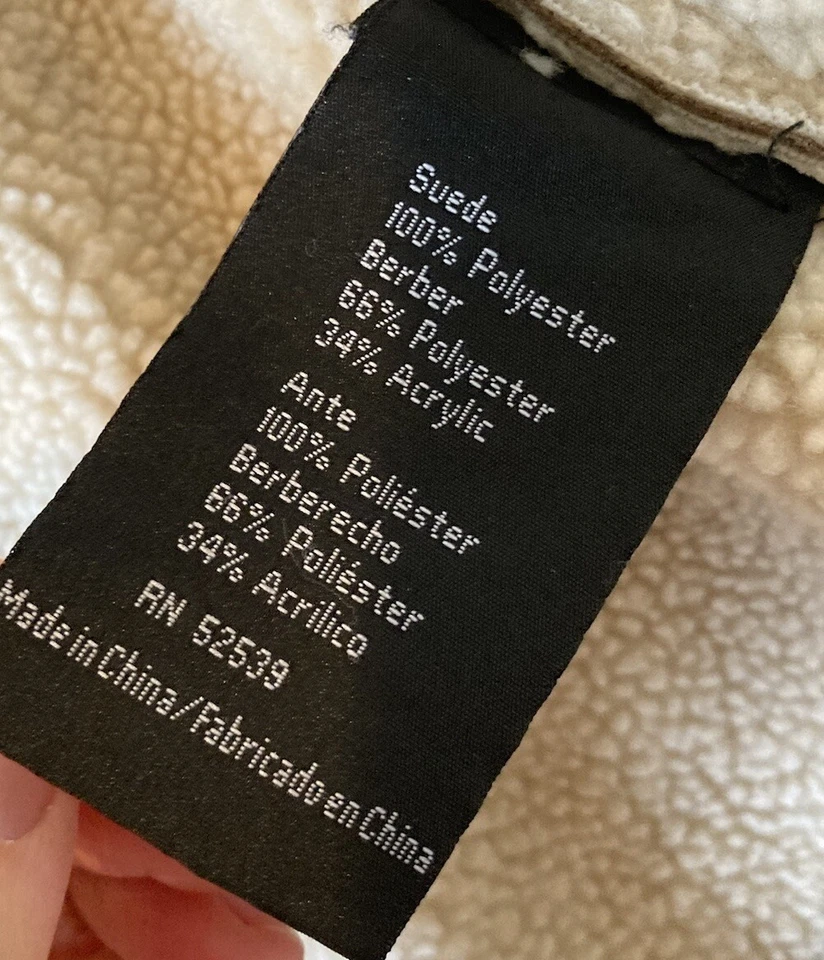 Suede
100% Polyester
Berber
66% Polyester
34% Acrylic
Ante
100% Poliéster
Berberecho
66% Poliéster
34% Acrílico
RN 52539
Made in China/Fabricado en China